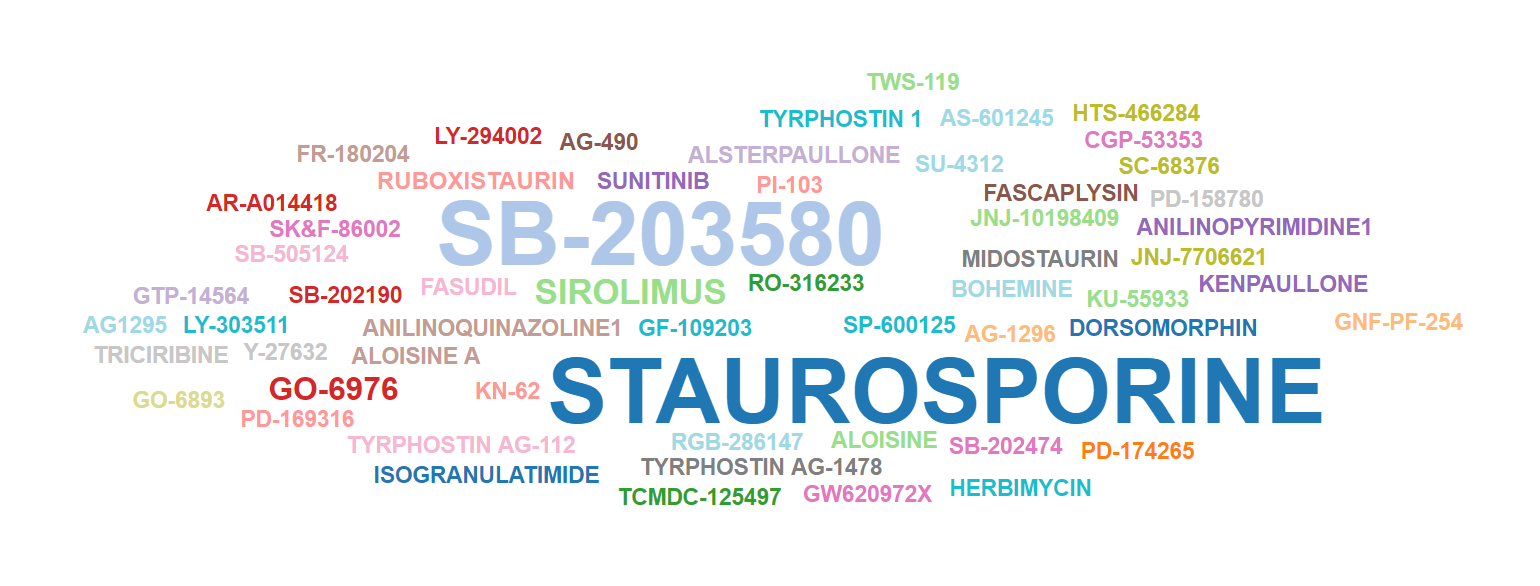 TWS-119
TYRPHOSTIN 1
AS-601245
HTS-466284
LY-294002
AG-490
CGP-53353
FR-180204
ALSTERPAULLONE
SU-4312
SC-68376
RUBOXISTAURIN
SUNITINIB
PI-103
FASCAPLYSIN
PD-158780
AR-A014418
JNJ-10198409
SK&F-86002
SB-203580
ANILINOPYRIMIDINE1
SB-505124
MIDOSTAURIN
JNJ-7706621
GTP-14564
SB-202190
FASUDIL
SIROLIMUS
RO-316233
BOHEMINE
KU-55933
KENPAULLONE
AG1295
LY-303511
ANILINOQUINAZOLINE1
GF-109203
SP-600125
AG-1296
DORSOMORPHIN
GNF-PF-254
TRICIRIBINE
Y-27632
ALOISINE A
GO-6893
GO-6976
KN-62
STAUROSPORINE
PD-169316
TYRPHOSTIN AG-112
RGB-286147
ALOISINE
SB-202474
PD-174265
ISOGRANULATIMIDE
TYRPHOSTIN AG-1478
TCMDC-125497
GW620972X
HERBIMYCIN